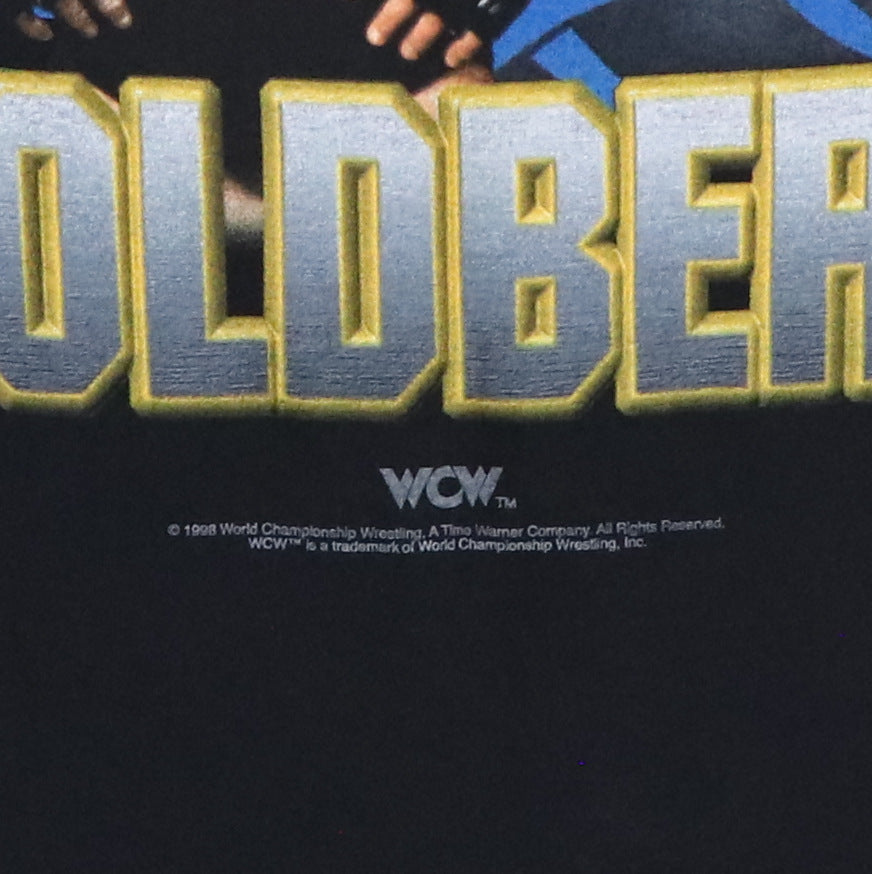 OLDBER
WCW™
© 1998 World Championship Wrestling, A Time Warner Company. All Rights Reserved.
WCW™ is a trademark of World Championship Wrestling, Inc.